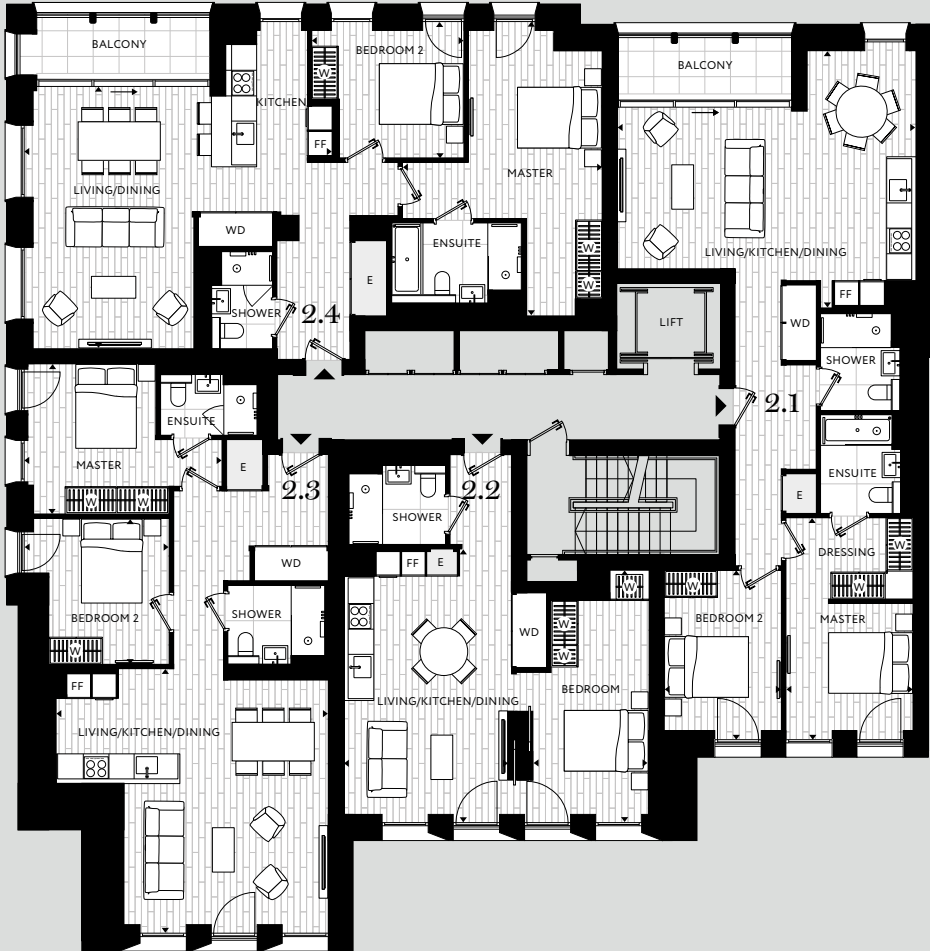 BALCONY
KITCHEN
W
BEDROOM 2
FF
LIVING/DINING
MASTER
WD
ENSUITE
E
W
W
SHOWER
2.4
BALCONY
LIVING/KITCHEN/DINING
FF
LIFT
WD
SHOWER
2.1
ENSUITE
E
DRESSING
W
W
W
BEDROOM 2
MASTER
ENSUITE
MASTER
E
W
W
2.3
WD
BEDROOM 2
SHOWER
W
FF
LIVING/KITCHEN/DINING
2.2
SHOWER
FF
E
W
WD
W
W
BEDROOM
LIVING/KITCHEN/DINING